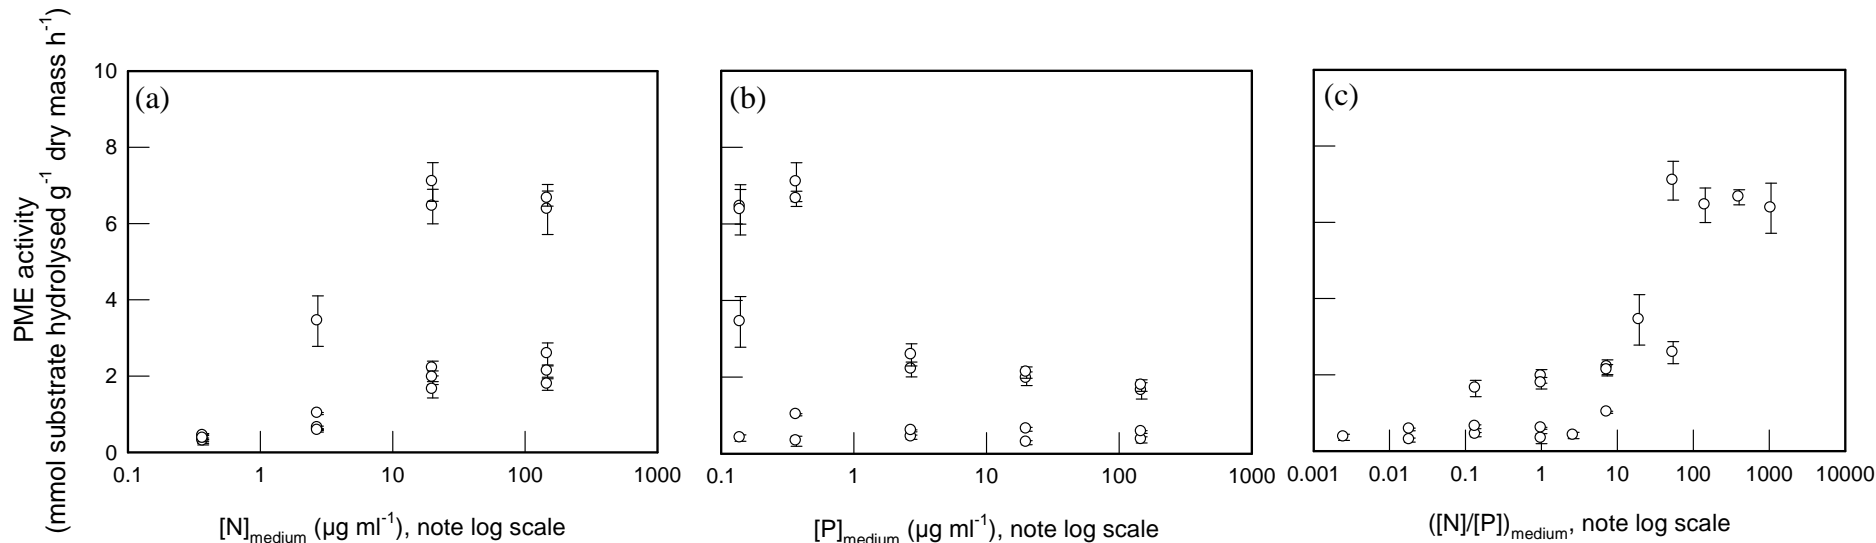 PME activity
(mmol substrate hydrolysed g⁻¹ dry mass h⁻¹)
10
8
6
4
2
0
(a)
0.1 1 10 100 1000
[N]medium (µg ml⁻¹), note log scale
(b)
0.1 1 10 100 1000
[P]medium (µg ml⁻¹), note log scale
(c)
0.001 0.01 0.1 1 10 100 1000 10000
([N]/[P])medium, note log scale